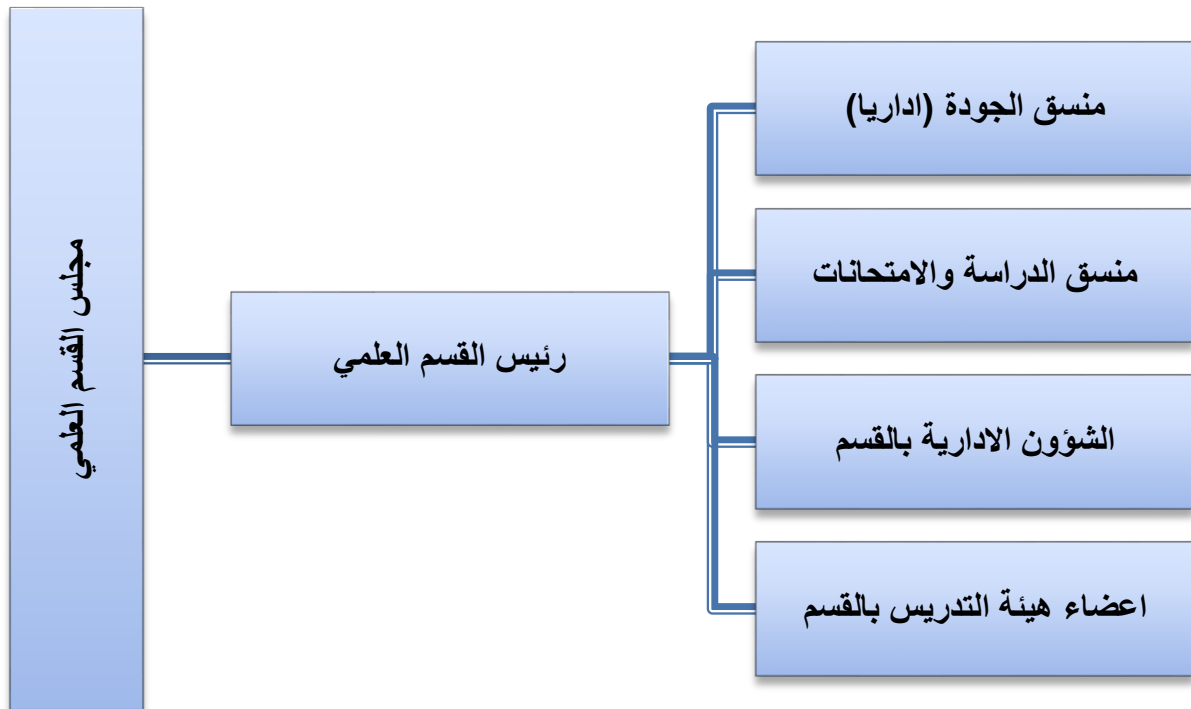 مجلس القسم العلمي
رئيس القسم العلمي
منسق الجودة (اداريا)
منسق الدراسة والامتحانات
الشؤون الادارية بالقسم
اعضاء هيئة التدريس بالقسم